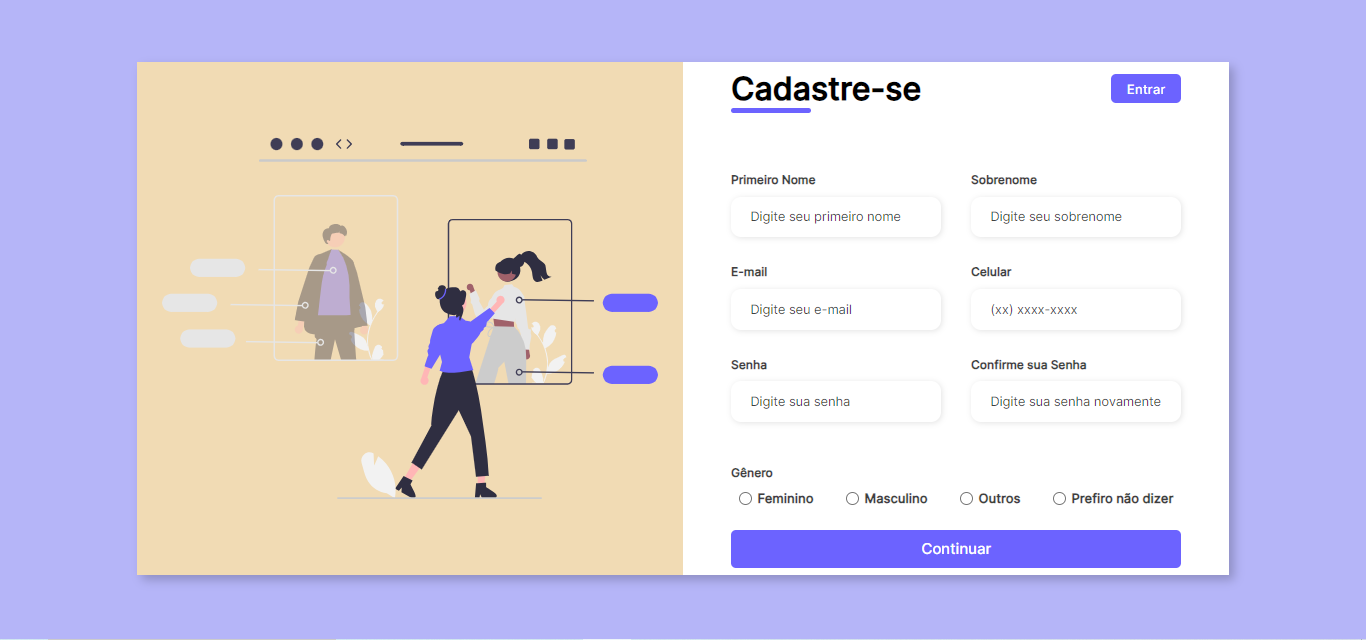 Cadastre-se
Entrar
Primeiro Nome
Sobrenome
Digite seu primeiro nome
Digite seu sobrenome
E-mail
Celular
Digite seu e-mail
(xx) xxxx-xxxx
Senha
Confirme sua Senha
Digite sua senha
Digite sua senha novamente
Gênero
Feminino
Masculino
Outros
Prefiro não dizer
Continuar